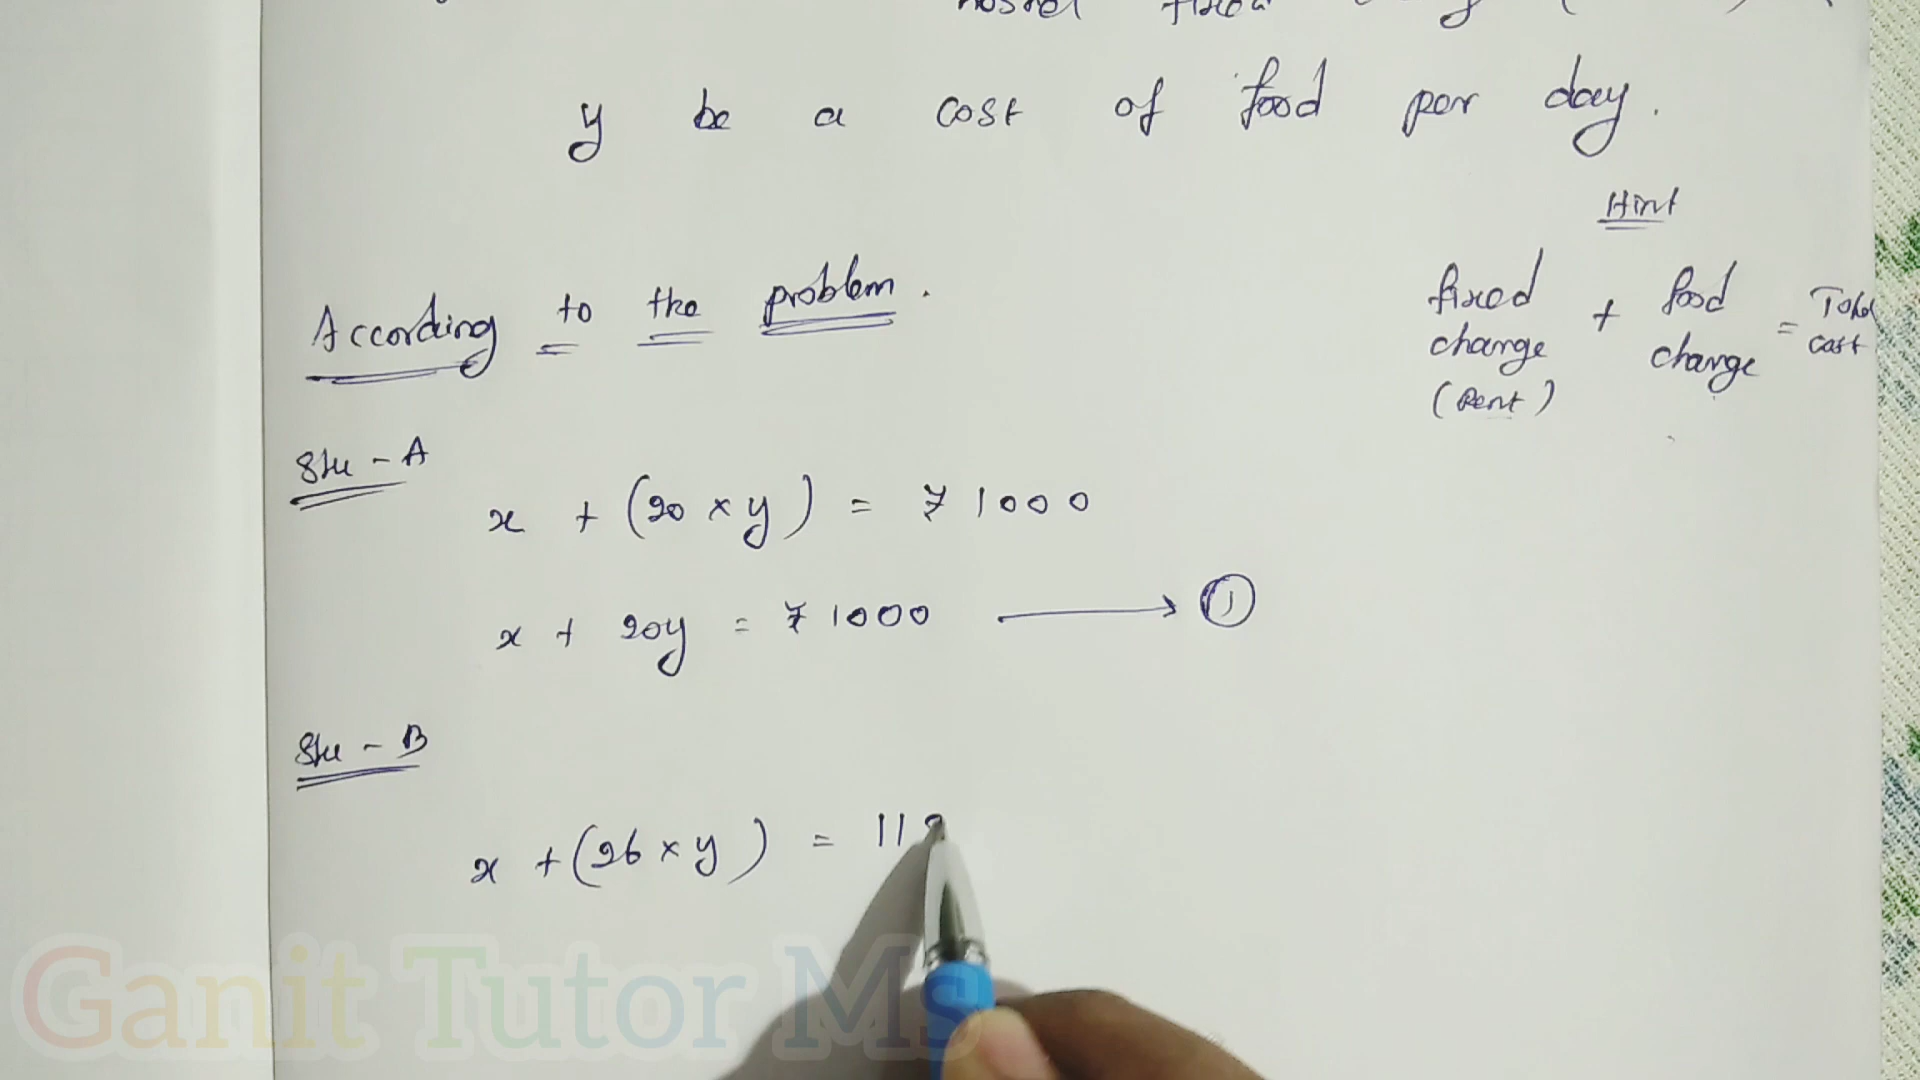 y be a cost of food per day.
Hint
According to the problem.
fixed charge (Rent) + food charge = Total cost
Stu - A
x + (20 × y) = ₹ 1000
x + 20y = ₹ 1000 → 1
Stu - B
x + (26 × y) = 118
Ganit Tutor Ms